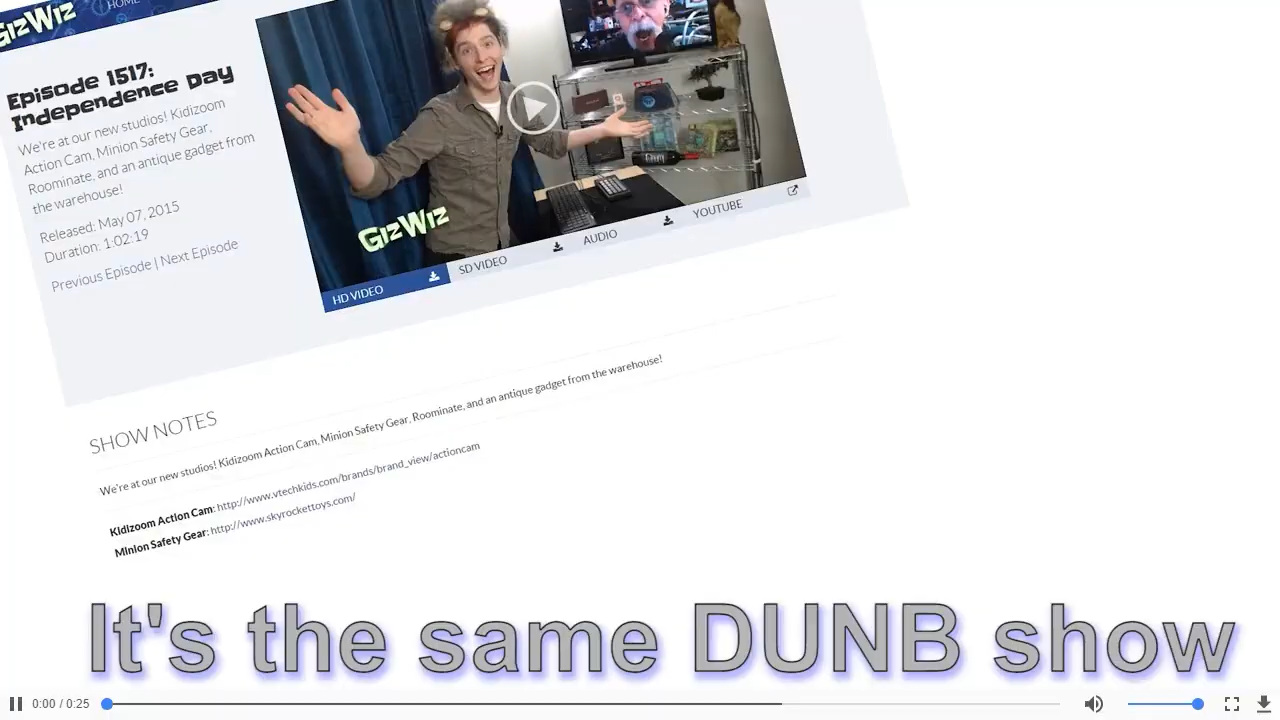 HOME
GizWiz
Episode 1517:
Independence Day
We're at our new studios! Kidizoom
Action Cam, Minion Safety Gear,
Roominate, and an antique gadget from
the warehouse!
Released: May 07, 2015
Duration: 1:02:19
Previous Episode | Next Episode
GizWiz
HD VIDEO
SD VIDEO
AUDIO
YOUTUBE
SHOW NOTES
We're at our new studios! Kidizoom Action Cam, Minion Safety Gear, Roominate, and an antique gadget from the warehouse!
Kidizoom Action Cam: http://www.vtechkids.com/brands/brand_view/actioncam
Minion Safety Gear: http://www.skyrockettoys.com/
It's the same DUNB show
0:00 / 0:25